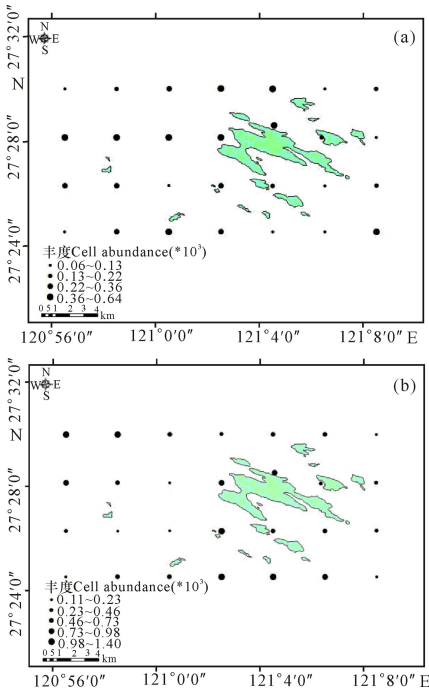 (a)
N
W E
S
27°32′0″
N
27°28′0″
27°24′0″
丰度Cell abundance(*10³)
0.06~0.13
0.13~0.22
0.22~0.36
0.36~0.64
0 5 1 2 3 4 km
120°56′0″ 121°0′0″ 121°4′0″ 121°8′0″ E
(b)
N
W E
S
27°32′0″
N
27°28′0″
27°24′0″
丰度Cell abundance(*10³)
0.11~0.23
0.23~0.46
0.46~0.73
0.73~0.98
0.98~1.40
0 5 1 2 3 4 km
120°56′0″ 121°0′0″ 121°4′0″ 121°8′0″ E